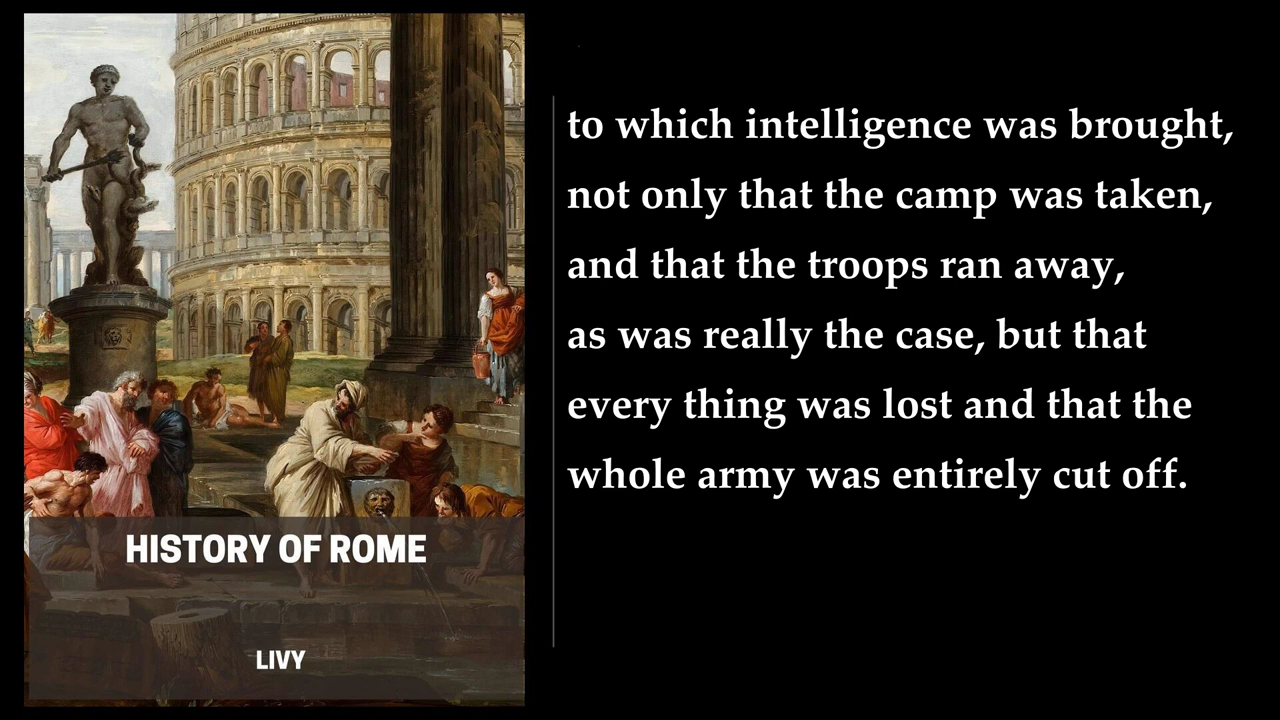 to which intelligence was brought,
not only that the camp was taken,
and that the troops ran away,
as was really the case, but that
every thing was lost and that the
whole army was entirely cut off.
HISTORY OF ROME
LIVY